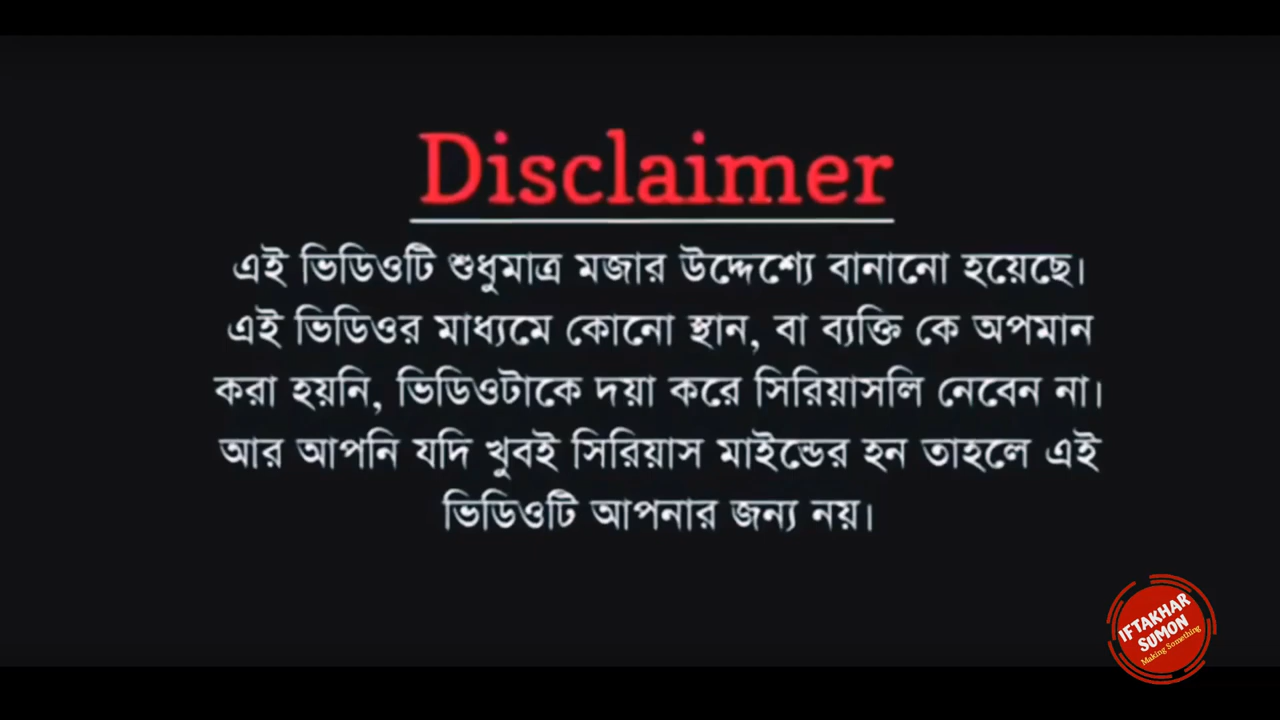 Disclaimer
এই ভিডিওটি শুধুমাত্র মজার উদ্দেশ্যে বানানো হয়েছে।
এই ভিডিওর মাধ্যমে কোনো স্থান, বা ব্যক্তি কে অপমান
করা হয়নি, ভিডিওটাকে দয়া করে সিরিয়াসলি নেবেন না।
আর আপনি যদি খুবই সিরিয়াস মাইন্ডের হন তাহলে এই
ভিডিওটি আপনার জন্য নয়।
IFTAKHAR
SUMON
Making Something